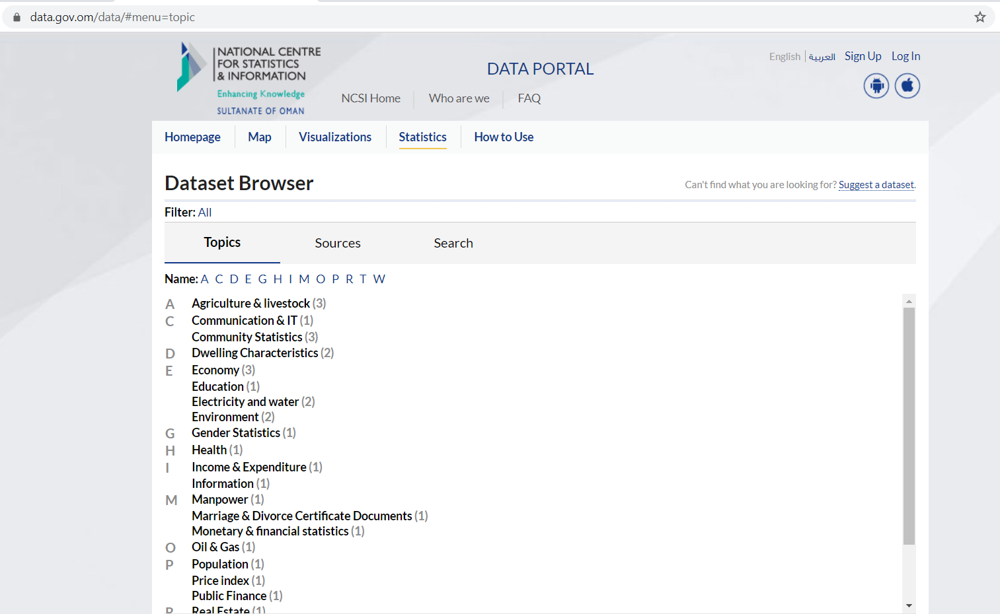 data.gov.om/data/#menu=topic
NATIONAL CENTRE
FOR STATISTICS
& INFORMATION
Enhancing Knowledge
SULTANATE OF OMAN
DATA PORTAL
English العربية Sign Up Log In
NCSI Home Who are we FAQ
Homepage Map Visualizations Statistics How to Use
Dataset Browser
Can't find what you are looking for? Suggest a dataset.
Filter: All
Topics Sources Search
Name: A C D E G H I M O P R T W
A Agriculture & livestock (3)
C Communication & IT (1)
Community Statistics (3)
D Dwelling Characteristics (2)
E Economy (3)
Education (1)
Electricity and water (2)
Environment (2)
G Gender Statistics (1)
H Health (1)
I Income & Expenditure (1)
Information (1)
M Manpower (1)
Marriage & Divorce Certificate Documents (1)
Monetary & financial statistics (1)
O Oil & Gas (1)
P Population (1)
Price index (1)
Public Finance (1)
R Real Estate (1)